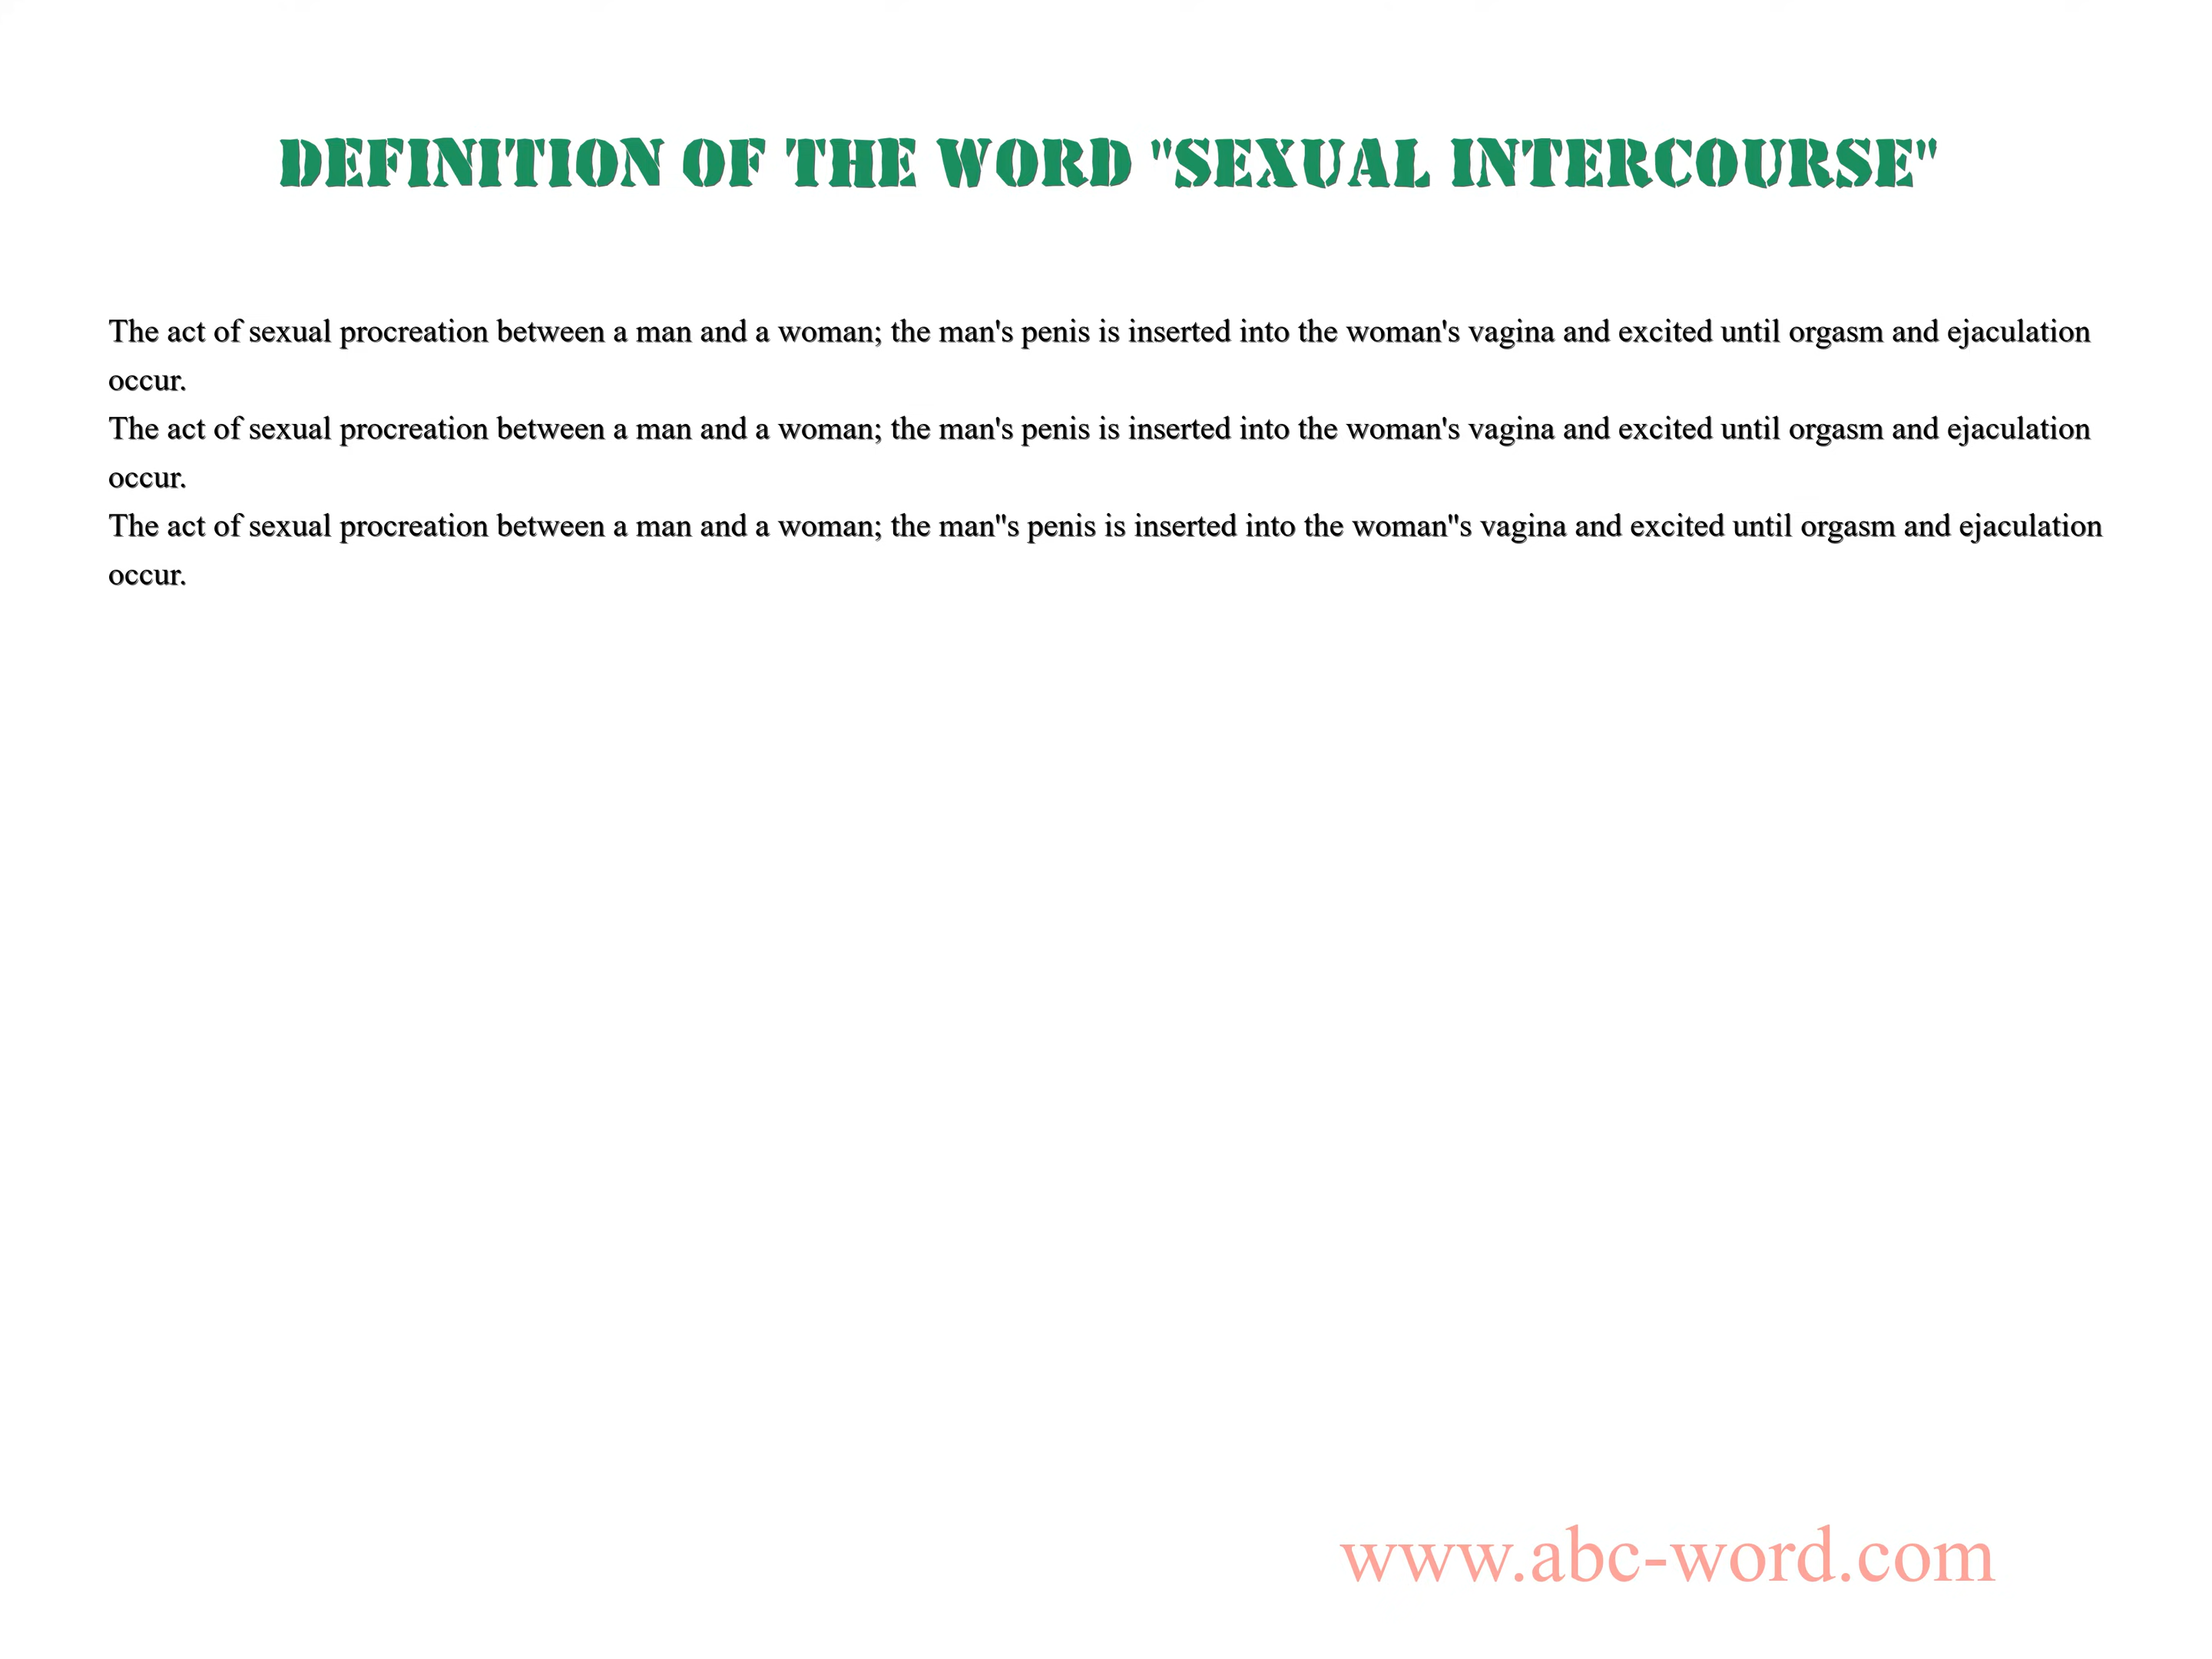 DEFINITION OF THE WORD "SEXUAL INTERCOURSE"
The act of sexual procreation between a man and a woman; the man's penis is inserted into the woman's vagina and excited until orgasm and ejaculation
occur.
The act of sexual procreation between a man and a woman; the man's penis is inserted into the woman's vagina and excited until orgasm and ejaculation
occur.
The act of sexual procreation between a man and a woman; the man''s penis is inserted into the woman''s vagina and excited until orgasm and ejaculation
occur.
www.abc-word.com